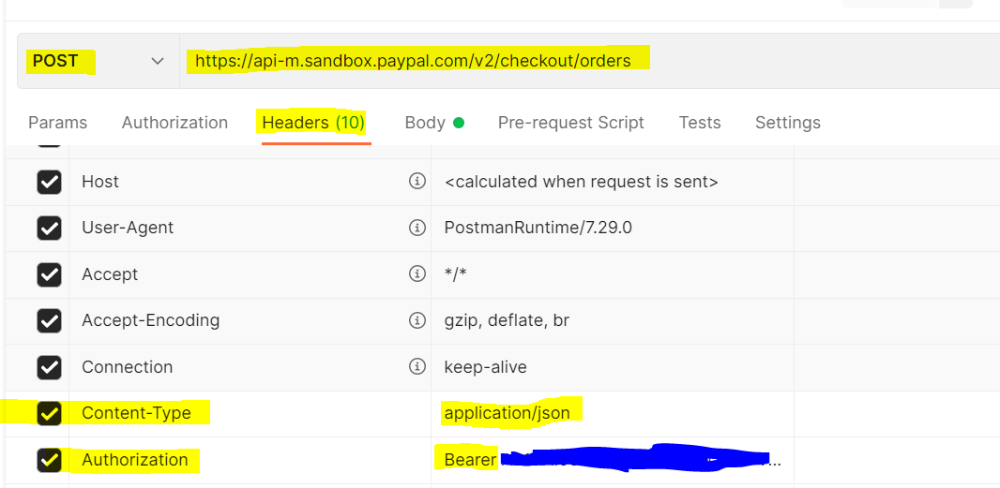 POST https://api-m.sandbox.paypal.com/v2/checkout/orders
Params Authorization Headers (10) Body Pre-request Script Tests Settings
Host <calculated when request is sent>
User-Agent PostmanRuntime/7.29.0
Accept */*
Accept-Encoding gzip, deflate, br
Connection keep-alive
Content-Type application/json
Authorization Bearer ...